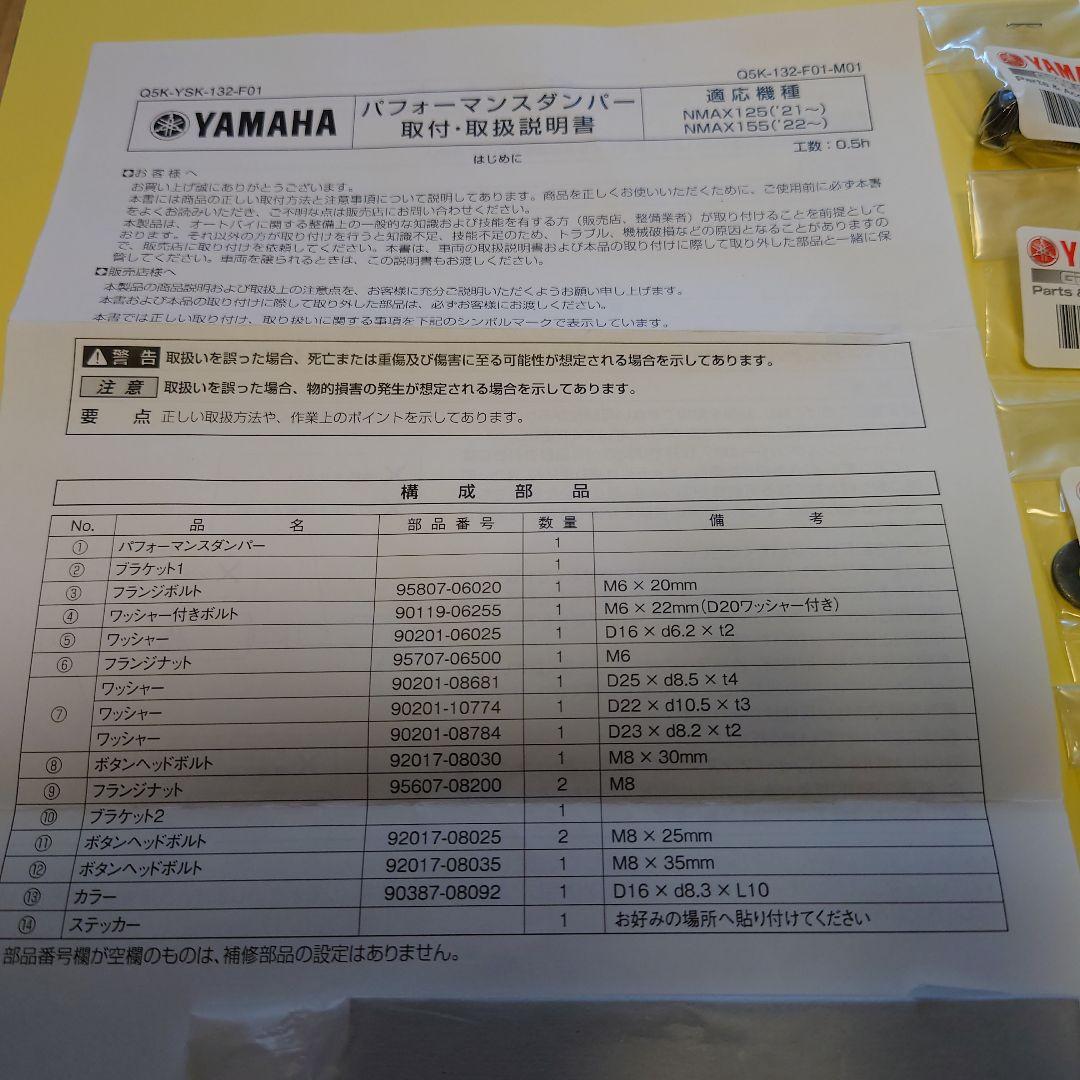 Q5K-YSK-132-F01
Q5K-132-F01-M01
YAMAHA
パフォーマンスダンパー
取付・取扱説明書
適応機種
NMAX125('21～)
NMAX155('22～)
工数：0.5h
はじめに
お客様へ
お買い上げ誠にありがとうございます。
本書には商品の正しい取付方法と注意事項について説明してあります。商品を正しくお使いいただくために、ご使用前に必ず本書
をよくお読みいただき、ご不明な点は販売店にお問い合わせください。
本製品は、オートバイに関する整備上の一般的な知識および技能を有する方（販売店、整備業者）が取り付けることを前提として
おります。それ以外の方が取り付けを行うと知識不足、技能不足のため、トラブル、機械破損などの原因となることがありますの
で、販売店に取り付けを依頼してください。本書は、車両の取扱説明書および本品の取り付けに際して取り外した部品と一緒に保
管してください。車両を譲られるときは、この説明書もお渡しください。
販売店様へ
本製品の商品説明および取扱上の注意点を、お客様に充分ご説明いただくようお願い申し上げます。
本書および本品の取り付けに際して取り外した部品は、必ずお客様にお渡しください。
本書では正しい取り付け、取り扱いに関する事項を下記のシンボルマークで表示しています。
警告 取扱いを誤った場合、死亡または重傷及び傷害に至る可能性が想定される場合を示してあります。
注意 取扱いを誤った場合、物的損害の発生が想定される場合を示してあります。
要点 正しい取扱方法や、作業上のポイントを示してあります。
構成部品
No. 品名 部品番号 数量 備考
① パフォーマンスダンパー 1
② ブラケット1 1
③ フランジボルト 95807-06020 1 M6×20mm
④ ワッシャー付きボルト 90119-06255 1 M6×22mm(D20ワッシャー付き)
⑤ ワッシャー 90201-06025 1 D16×d6.2×t2
⑥ フランジナット 95707-06500 1 M6
ワッシャー 90201-08681 1 D25×d8.5×t4
⑦ ワッシャー 90201-10774 1 D22×d10.5×t3
ワッシャー 90201-08784 1 D23×d8.2×t2
⑧ ボタンヘッドボルト 92017-08030 1 M8×30mm
⑨ フランジナット 95607-08200 2 M8
⑩ ブラケット2 1
⑪ ボタンヘッドボルト 92017-08025 2 M8×25mm
⑫ ボタンヘッドボルト 92017-08035 1 M8×35mm
⑬ カラー 90387-08092 1 D16×d8.3×L10
⑭ ステッカー 1 お好みの場所へ貼り付けてください
部品番号欄が空欄のものは、補修部品の設定はありません。
YAMA
Parts &
Y
Parts &